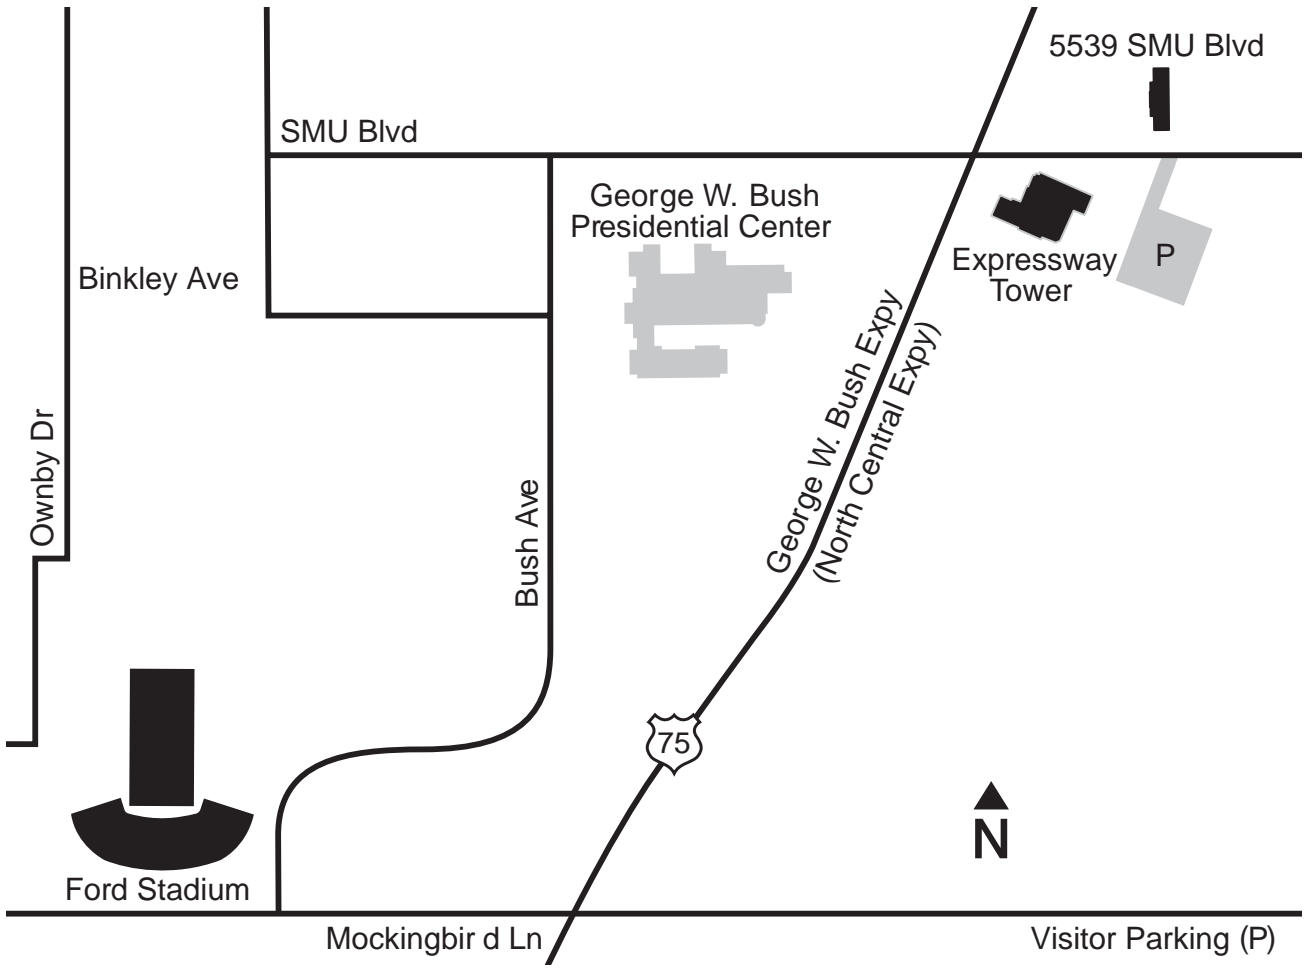 5539 SMU Blvd
SMU Blvd
George W. Bush
Presidential Center
Binkley Ave
Expressway
Tower
P
George W. Bush Expy
(North Central Expy)
Ownby Dr
Bush Ave
75
N
Ford Stadium
Mockingbir d Ln
Visitor Parking (P)